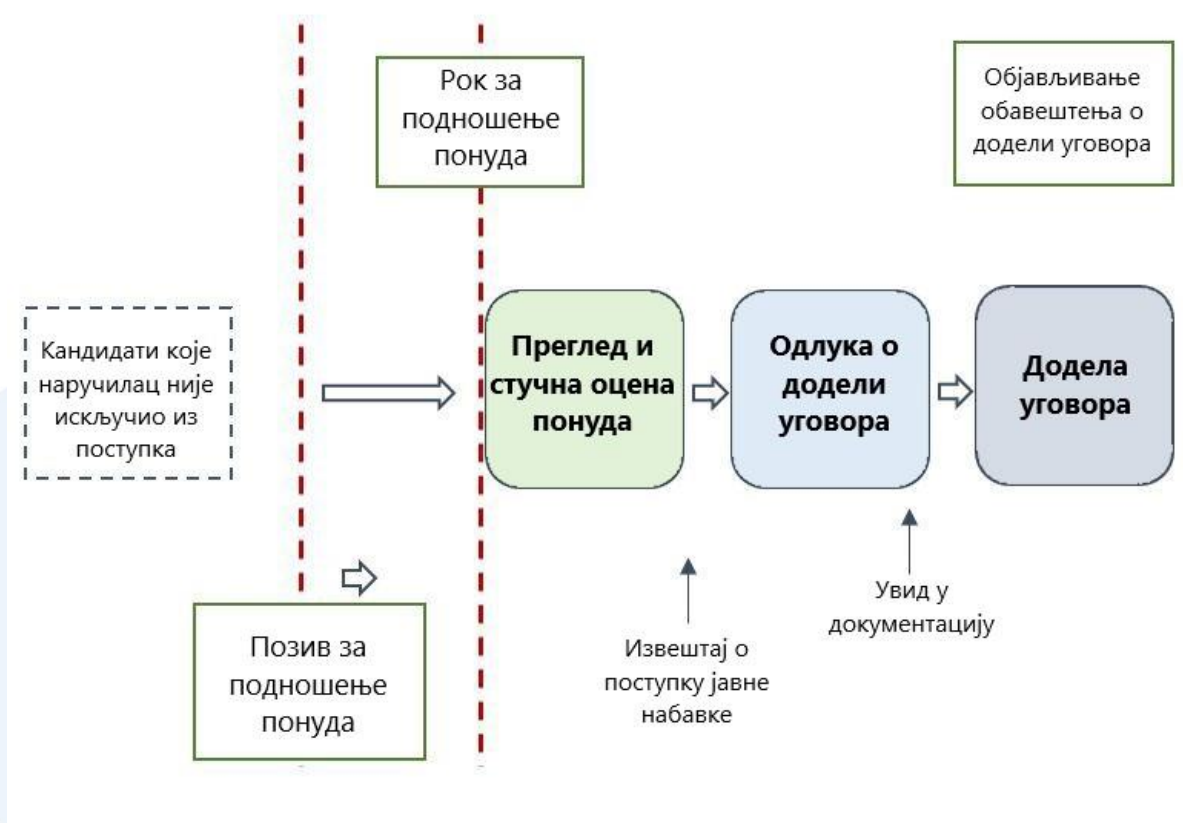 Рок за
подношење
понуда
Објављивање
обавештења о
додели уговора
Кандидати које
наручилац није
искључио из
поступка
Преглед и
стучна оцена
понуда
Одлука о
додели
уговора
Додела
уговора
Позив за
подношење
понуда
Извештај о
поступку јавне
набавке
Увид у
документацију